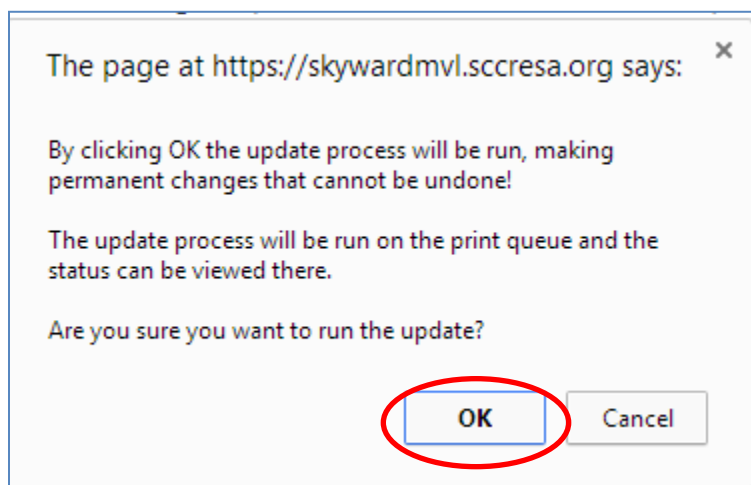 The page at https://skywardmvl.sccresa.org says:
By clicking OK the update process will be run, making
permanent changes that cannot be undone!
The update process will be run on the print queue and the
status can be viewed there.
Are you sure you want to run the update?
OK Cancel